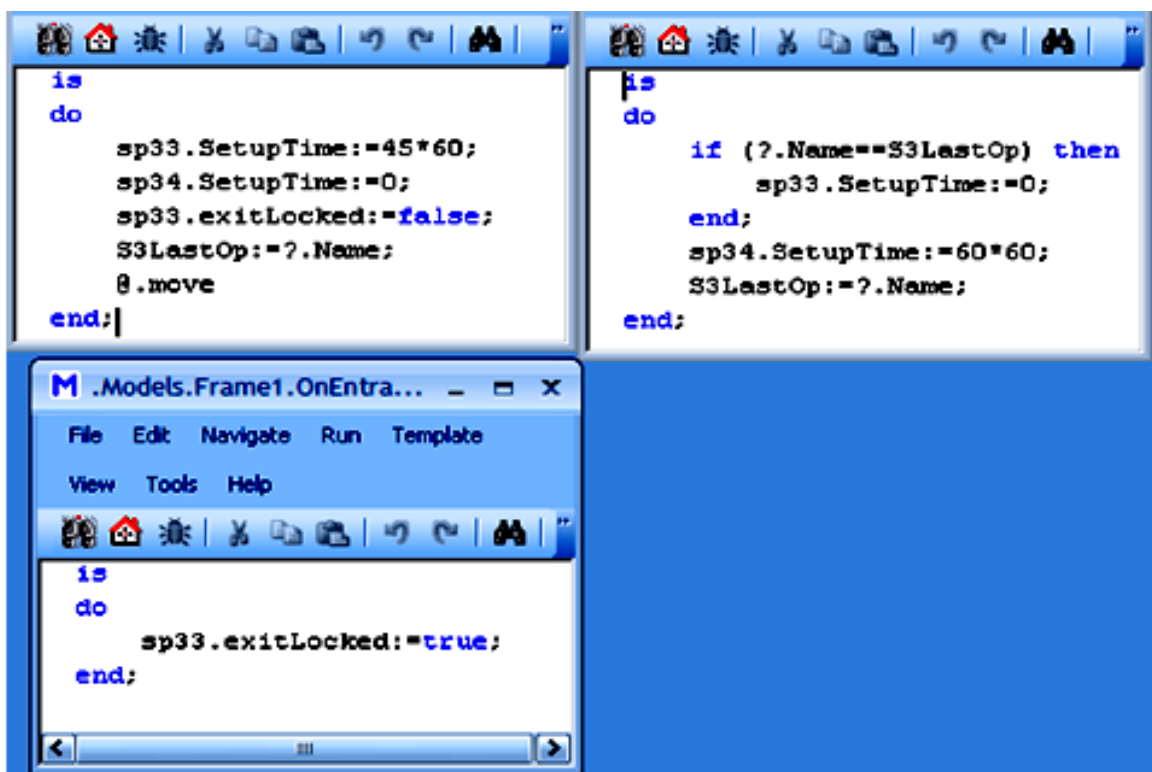 is
do
sp33.SetupTime:=45*60;
sp34.SetupTime:=0;
sp33.exitLocked:=false;
S3LastOp:=?.Name;
@.move
end;
is
do
if (?.Name==S3LastOp) then
sp33.SetupTime:=0;
end;
sp34.SetupTime:=60*60;
S3LastOp:=?.Name;
end;
M .Models.Frame1.OnEntra...
File Edit Navigate Run Template
View Tools Help
is
do
sp33.exitLocked:=true;
end;